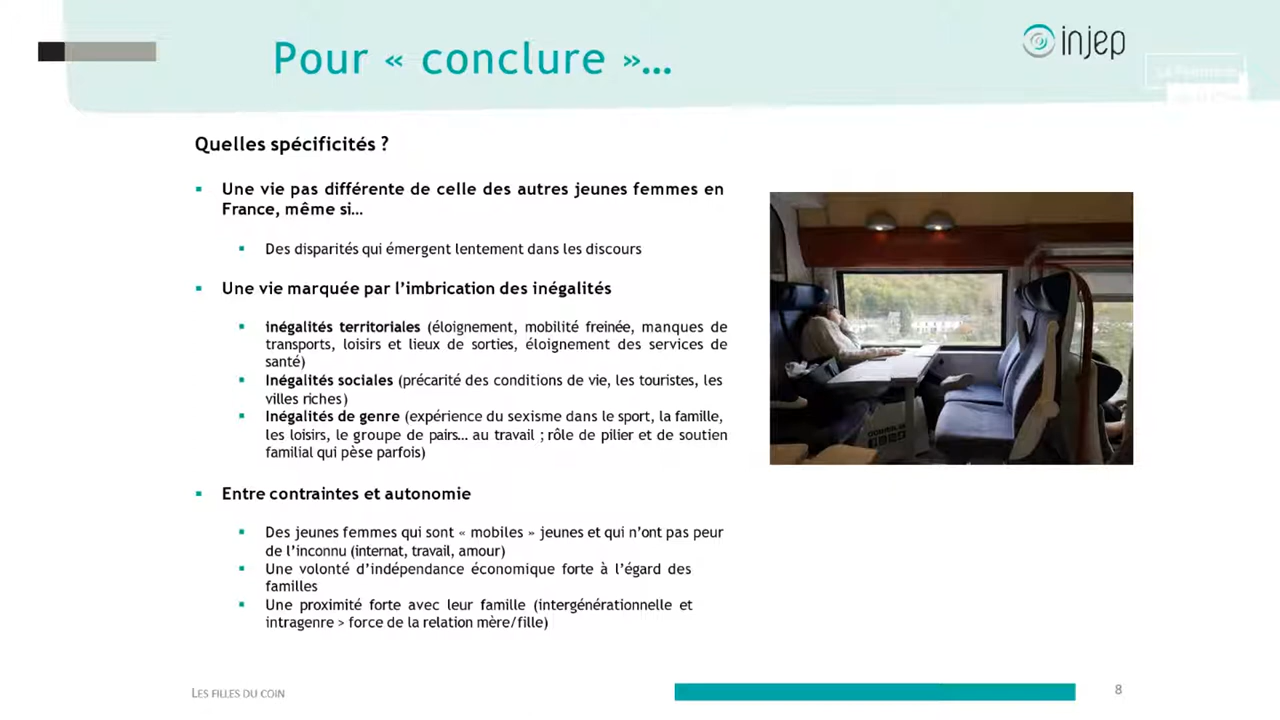 Pour « conclure »…
injep
Quelles spécificités ?
▪ Une vie pas différente de celle des autres jeunes femmes en
France, même si…
▪ Des disparités qui émergent lentement dans les discours
▪ Une vie marquée par l’imbrication des inégalités
▪ inégalités territoriales (éloignement, mobilité freinée, manques de
transports, loisirs et lieux de sorties, éloignement des services de
santé)
▪ Inégalités sociales (précarité des conditions de vie, les touristes, les
villes riches)
▪ Inégalités de genre (expérience du sexisme dans le sport, la famille,
les loisirs, le groupe de pairs… au travail ; rôle de pilier et de soutien
familial qui pèse parfois)
▪ Entre contraintes et autonomie
▪ Des jeunes femmes qui sont « mobiles » jeunes et qui n’ont pas peur
de l’inconnu (internat, travail, amour)
▪ Une volonté d’indépendance économique forte à l’égard des
familles
▪ Une proximité forte avec leur famille (intergénérationnelle et
intragenre > force de la relation mère/fille)
LES FILLES DU COIN
8